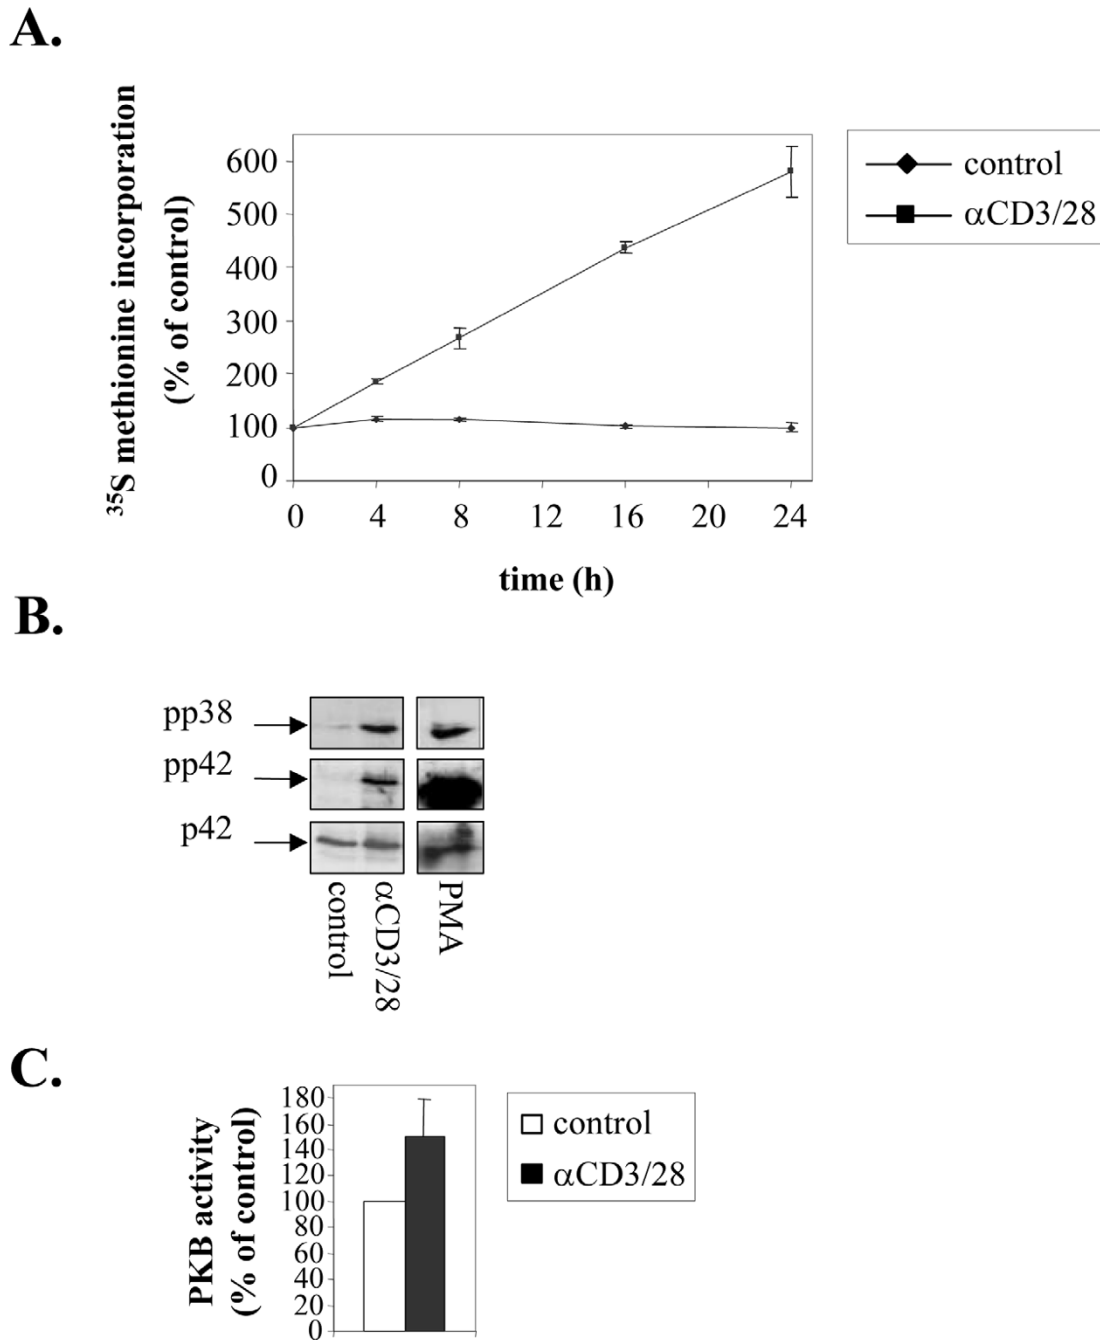 A.
³⁵S methionine incorporation
(% of control)
600
500
400
300
200
100
0
0 4 8 12 16 20 24
time (h)
control
αCD3/28
B.
pp38
pp42
p42
control
αCD3/28
PMA
C.
PKB activity
(% of control)
180
160
140
120
100
80
60
40
20
0
control
αCD3/28